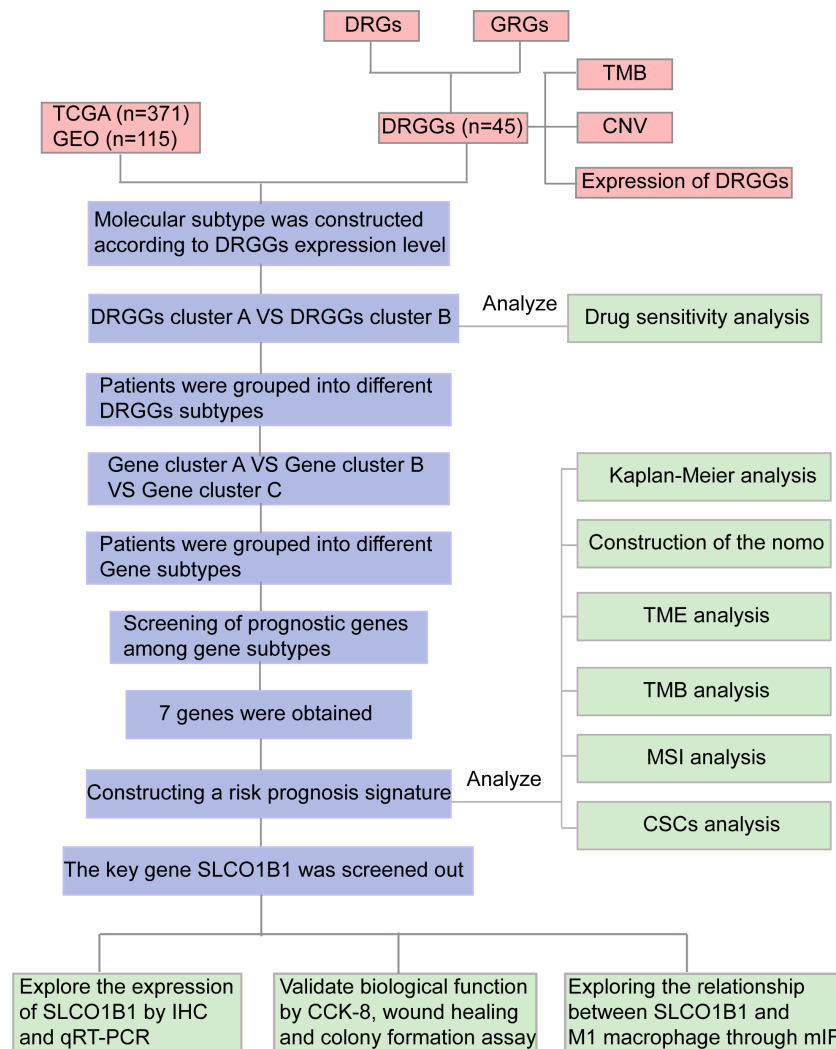 DRGs
GRGs
TMB
TCGA (n=371)
GEO (n=115)
DRGGs (n=45)
CNV
Expression of DRGGs
Molecular subtype was constructed
according to DRGGs expression level
DRGGs cluster A VS DRGGs cluster B
Analyze
Drug sensitivity analysis
Patients were grouped into different
DRGGs subtypes
Gene cluster A VS Gene cluster B
VS Gene cluster C
Patients were grouped into different
Gene subtypes
Screening of prognostic genes
among gene subtypes
7 genes were obtained
Constructing a risk prognosis signature
Analyze
Kaplan-Meier analysis
Construction of the nomo
TME analysis
TMB analysis
MSI analysis
CSCs analysis
The key gene SLCO1B1 was screened out
Explore the expression
of SLCO1B1 by IHC
and qRT-PCR
Validate biological function
by CCK-8, wound healing
and colony formation assay
Exploring the relationship
between SLCO1B1 and
M1 macrophage through mIF